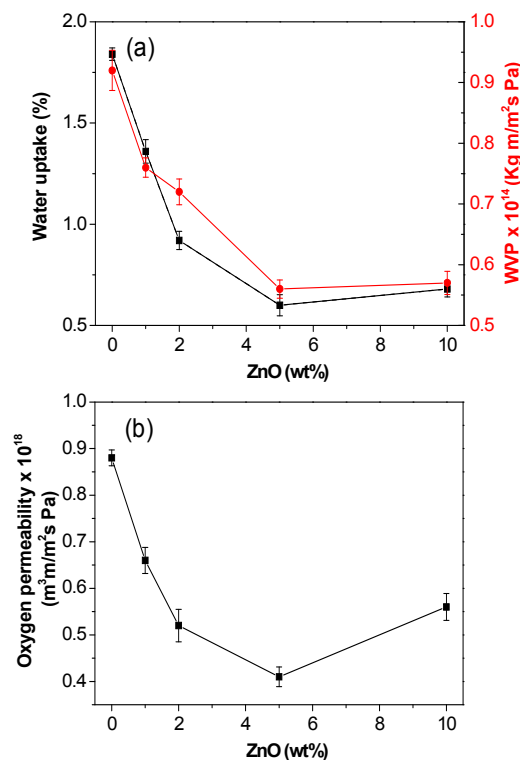 (a)
2.0
1.5
1.0
0.5
Water uptake (%)
1.0
0.9
0.8
0.7
0.6
0.5
WVP x 10¹⁴ (Kg m/m²s Pa)
0 2 4 6 8 10
ZnO (wt%)
(b)
1.0
0.9
0.8
0.7
0.6
0.5
0.4
Oxygen permeability x 10¹⁸
(m³m/m²s Pa)
0 2 4 6 8 10
ZnO (wt%)